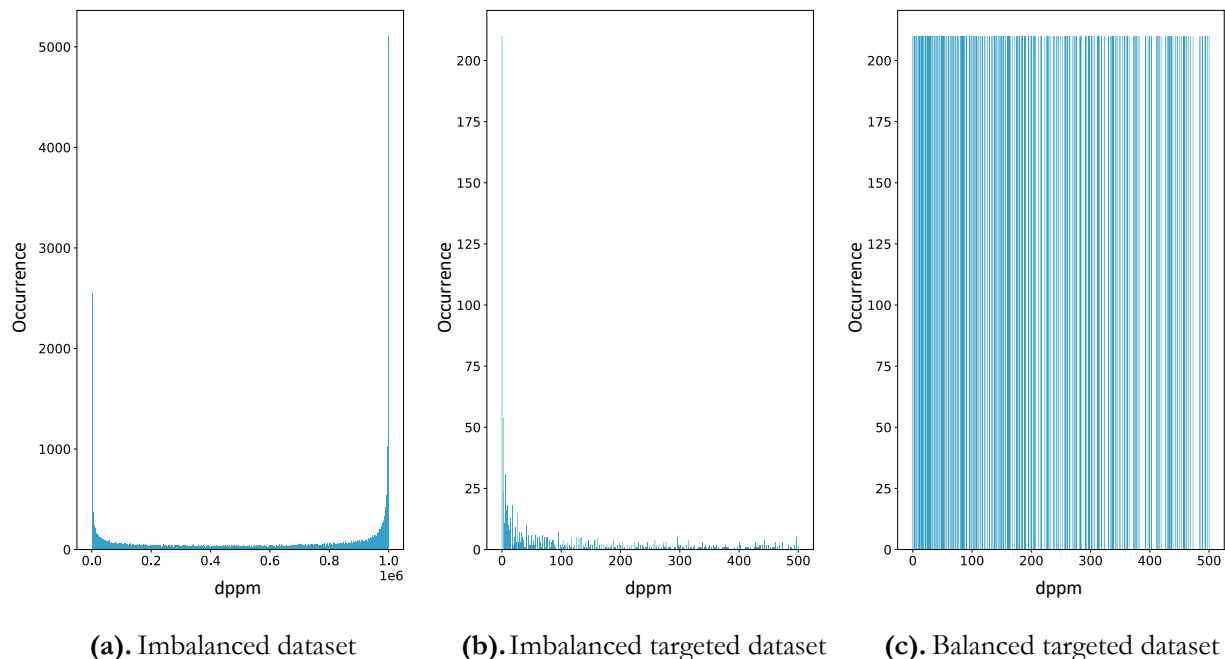 5000
4000
3000
2000
1000
0
Occurrence
0.0 0.2 0.4 0.6 0.8 1.0
1e6
dppm
(a). Imbalanced dataset
200
175
150
125
100
75
50
25
0
Occurrence
0 100 200 300 400 500
dppm
(b). Imbalanced targeted dataset
200
175
150
125
100
75
50
25
0
Occurrence
0 100 200 300 400 500
dppm
(c). Balanced targeted dataset